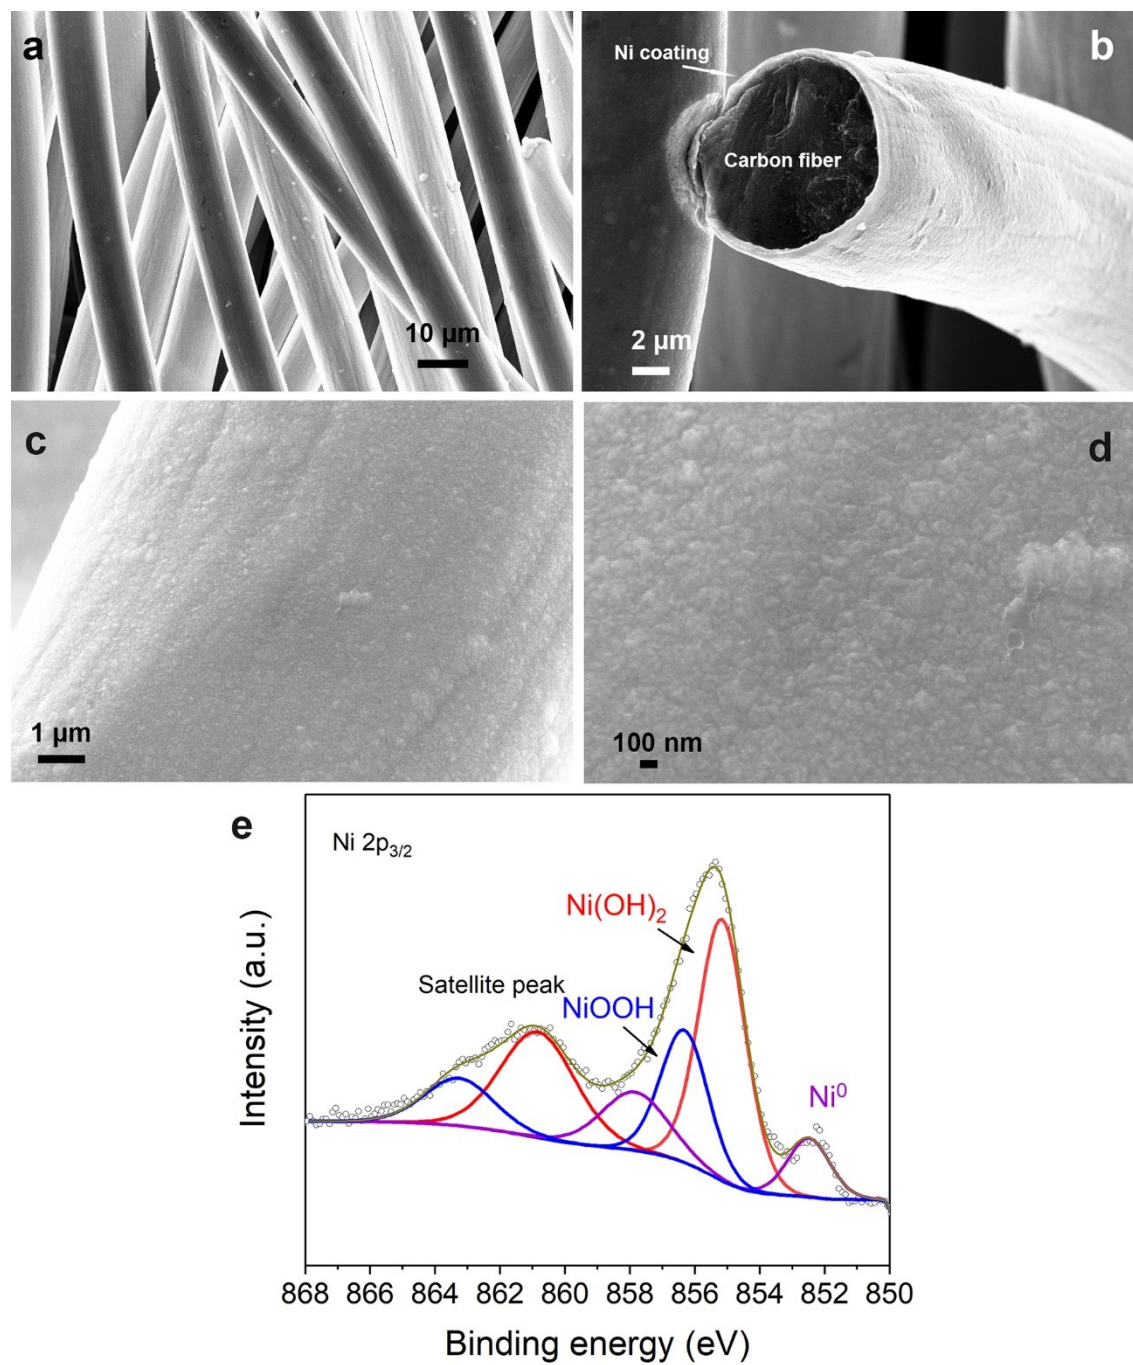 a
10 µm
b
Ni coating
Carbon fiber
2 µm
c
1 µm
d
100 nm
e
Ni 2p3/2
Ni(OH)2
Satellite peak
NiOOH
Ni0
Intensity (a.u.)
868 866 864 862 860 858 856 854 852 850
Binding energy (eV)